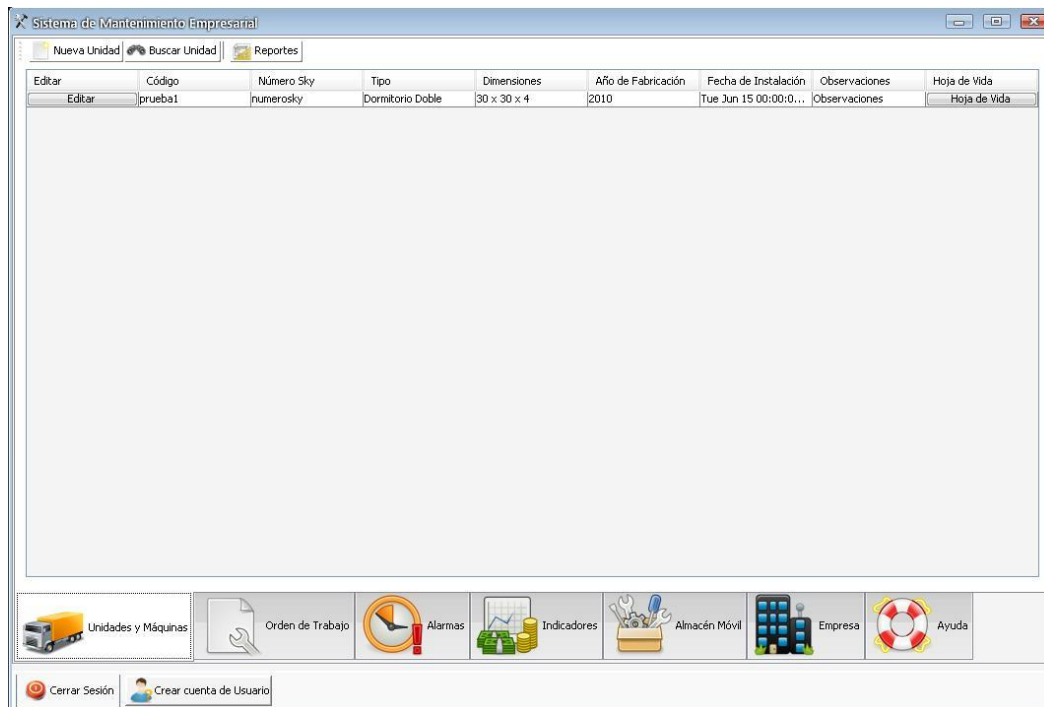 Sistema de Mantenimiento Empresarial
Nueva Unidad Buscar Unidad Reportes
Editar Código Número Sky Tipo Dimensiones Año de Fabricación Fecha de Instalación Observaciones Hoja de Vida
Editar prueba1 numerosky Dormitorio Doble 30 x 30 x 4 2010 Tue Jun 15 00:00:0... Observaciones Hoja de Vida
Unidades y Máquinas Orden de Trabajo Alarmas Indicadores Almacén Móvil Empresa Ayuda
Cerrar Sesión Crear cuenta de Usuario